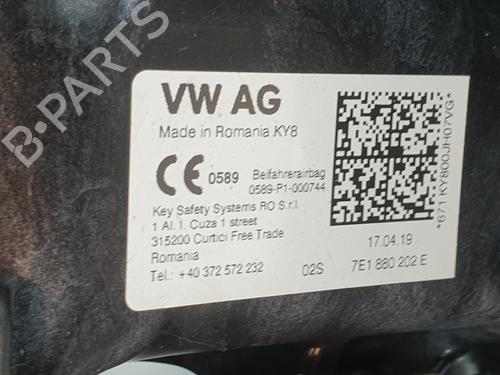 B-PARTS
VW AG
Made in Romania.KY8
CE 0589 Beifahrerairbag
0589-P1-000744
Key Safety Systems RO S.r.l.
1 Al. I. Cuza 1 street
315200 Curtici Free Trade
Romania
Tel.: +40 372 572 232
02S
17.04.19
7E1 880 202 E
*671 KY800JH07VG*